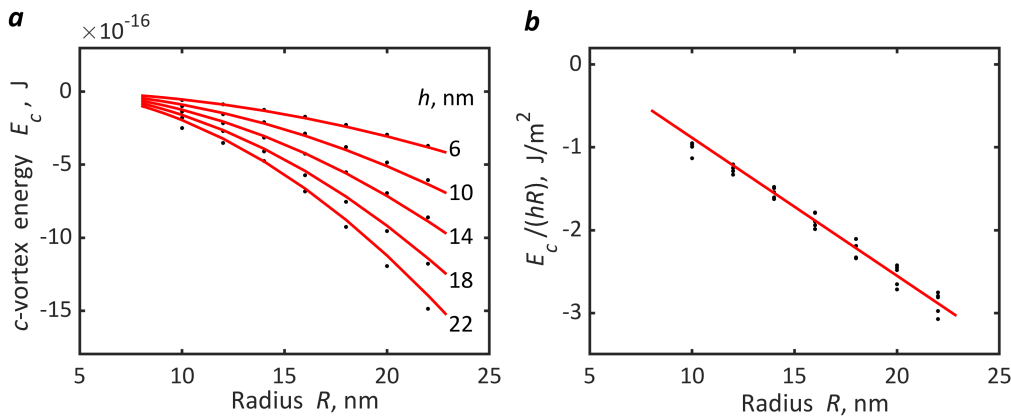 a
×10^-16
c-vortex energy E_c, J
0
-5
-10
-15
h, nm
6
10
14
18
22
5 10 15 20 25
Radius R, nm
b
E_c/(hR), J/m^2
0
-1
-2
-3
5 10 15 20 25
Radius R, nm